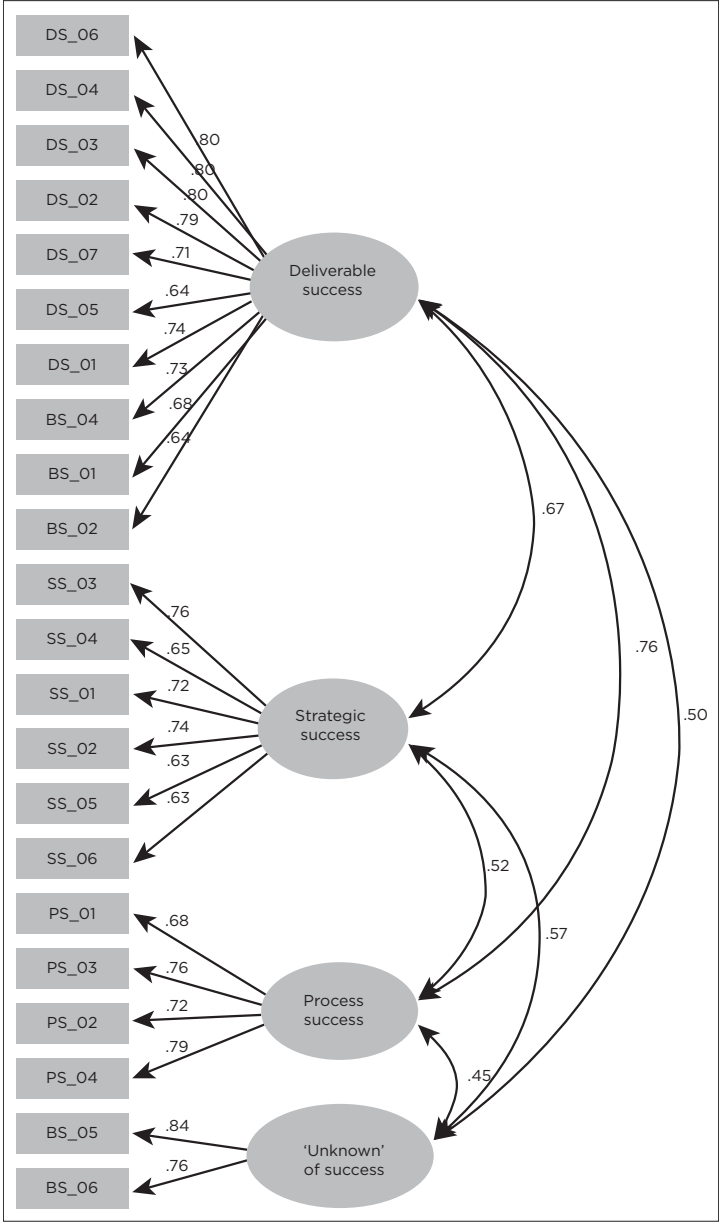 DS_06
DS_04
DS_03
DS_02
DS_07
DS_05
DS_01
BS_04
BS_01
BS_02
SS_03
SS_04
SS_01
SS_02
SS_05
SS_06
PS_01
PS_03
PS_02
PS_04
BS_05
BS_06
.80
.80
.80
.79
.71
.64
.74
.73
.68
.64
.76
.65
.72
.74
.63
.63
.68
.76
.72
.79
.84
.76
Deliverable
success
Strategic
success
Process
success
‘Unknown’
of success
.67
.76
.50
.52
.57
.45